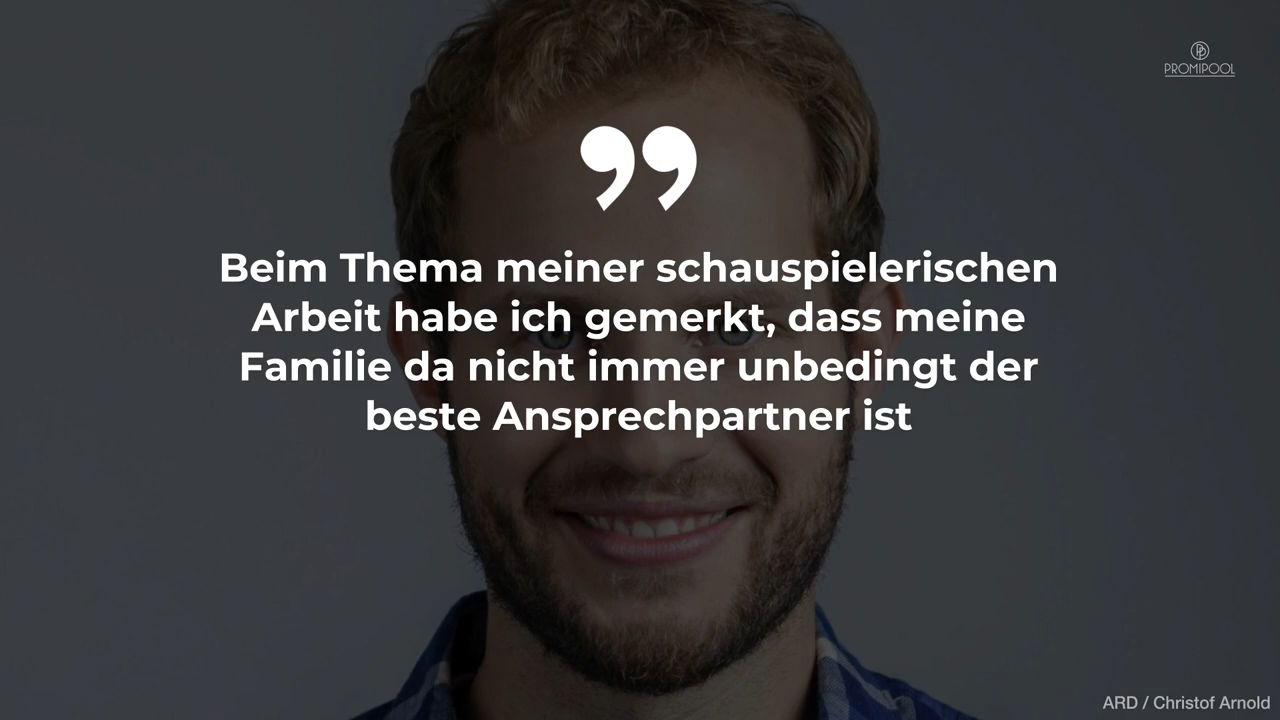 PROMIPOOL
”
Beim Thema meiner schauspielerischen
Arbeit habe ich gemerkt, dass meine
Familie da nicht immer unbedingt der
beste Ansprechpartner ist
ARD / Christof Arnold